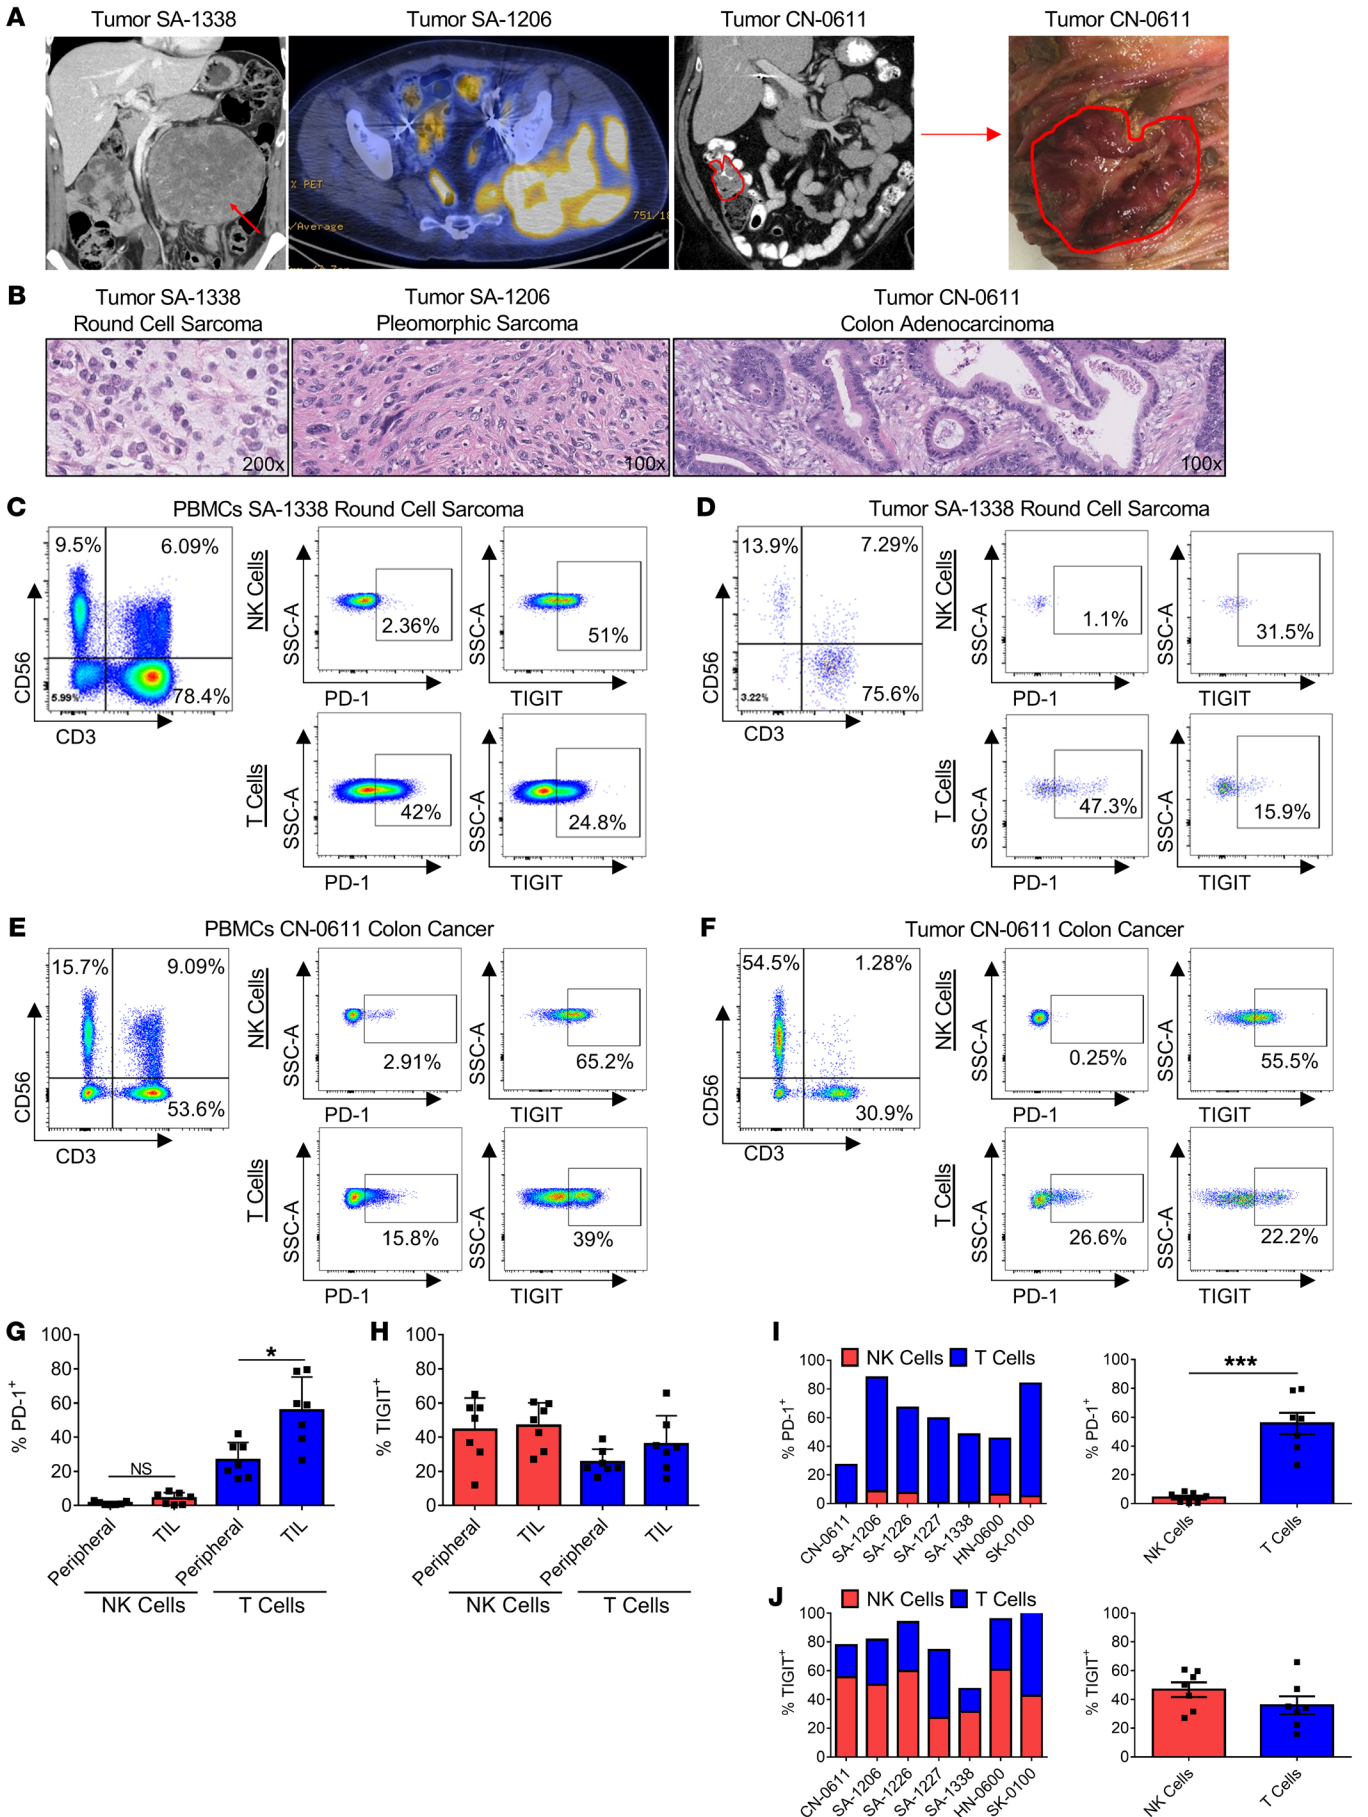 A
Tumor SA-1338
Tumor SA-1206
Tumor CN-0611
Tumor CN-0611
% PET
/Average
751/18
B
Tumor SA-1338
Round Cell Sarcoma
Tumor SA-1206
Pleomorphic Sarcoma
Tumor CN-0611
Colon Adenocarcinoma
200x
100x
100x
C
PBMCs SA-1338 Round Cell Sarcoma
9.5%
6.09%
5.99%
78.4%
CD56
CD3
NK Cells
SSC-A
2.36%
PD-1
SSC-A
51%
TIGIT
T Cells
SSC-A
42%
PD-1
SSC-A
24.8%
TIGIT
D
Tumor SA-1338 Round Cell Sarcoma
13.9%
7.29%
3.22%
75.6%
CD56
CD3
NK Cells
SSC-A
1.1%
PD-1
SSC-A
31.5%
TIGIT
T Cells
SSC-A
47.3%
PD-1
SSC-A
15.9%
TIGIT
E
PBMCs CN-0611 Colon Cancer
15.7%
9.09%
53.6%
CD56
CD3
NK Cells
SSC-A
2.91%
PD-1
SSC-A
65.2%
TIGIT
T Cells
SSC-A
15.8%
PD-1
SSC-A
39%
TIGIT
F
Tumor CN-0611 Colon Cancer
54.5%
1.28%
30.9%
CD56
CD3
NK Cells
SSC-A
0.25%
PD-1
SSC-A
55.5%
TIGIT
T Cells
SSC-A
26.6%
PD-1
SSC-A
22.2%
TIGIT
G
% PD-1+
100
80
60
40
20
0
NS
*
Peripheral
TIL
Peripheral
TIL
NK Cells
T Cells
H
% TIGIT+
100
80
60
40
20
0
Peripheral
TIL
Peripheral
TIL
NK Cells
T Cells
I
NK Cells
T Cells
% PD-1+
100
80
60
40
20
0
CN-0611
SA-1206
SA-1226
SA-1227
SA-1338
HN-0600
SK-0100
% PD-1+
100
80
60
40
20
0
***
NK Cells
T Cells
J
NK Cells
T Cells
% TIGIT+
100
80
60
40
20
0
CN-0611
SA-1206
SA-1226
SA-1227
SA-1338
HN-0600
SK-0100
% TIGIT+
100
80
60
40
20
0
NK Cells
T Cells